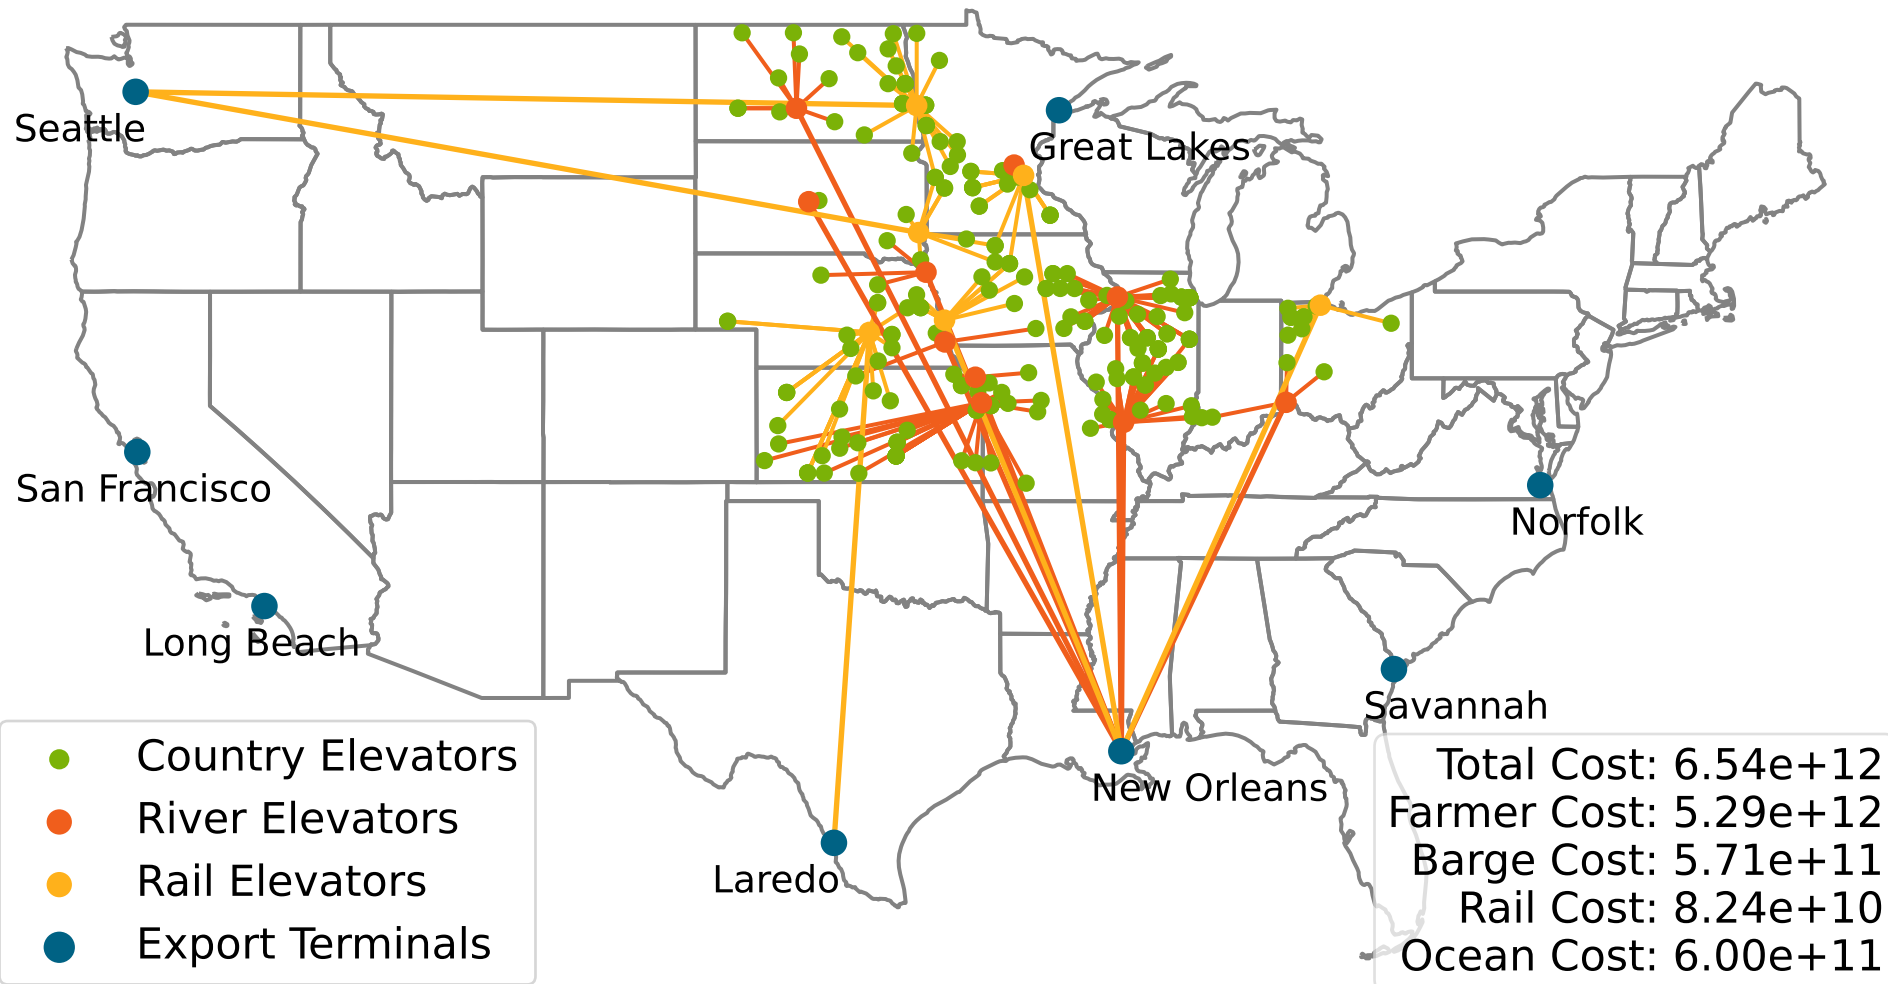 Seattle
Great Lakes
San Francisco
Norfolk
Long Beach
Savannah
New Orleans
Laredo
Country Elevators
River Elevators
Rail Elevators
Export Terminals
Total Cost: 6.54e+12
Farmer Cost: 5.29e+12
Barge Cost: 5.71e+11
Rail Cost: 8.24e+10
Ocean Cost: 6.00e+11